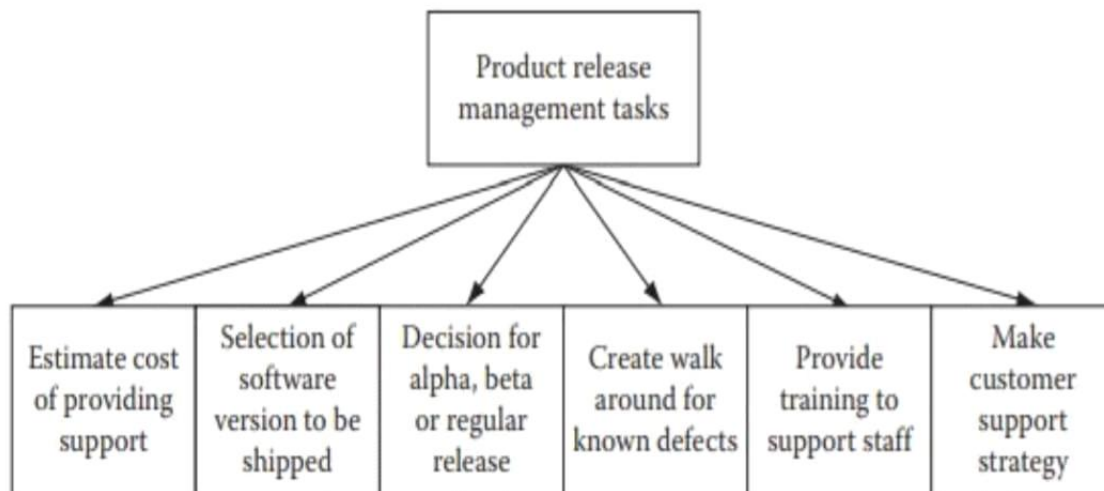 Product release
management tasks
Estimate cost
of providing
support
Selection of
software
version to be
shipped
Decision for
alpha, beta
or regular
release
Create walk
around for
known defects
Provide
training to
support staff
Make
customer
support
strategy